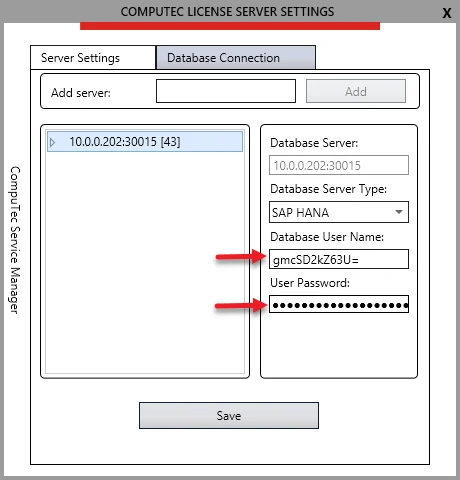 COMPUTEC LICENSE SERVER SETTINGS
X
Server Settings
Database Connection
Add server:
Add
10.0.0.202:30015 [43]
Database Server:
10.0.0.202:30015
Database Server Type:
SAP HANA
Database User Name:
gmcSD2kZ63U=
User Password:
●●●●●●●●●●●●●●●●●●●
Save
CompuTec Service Manager